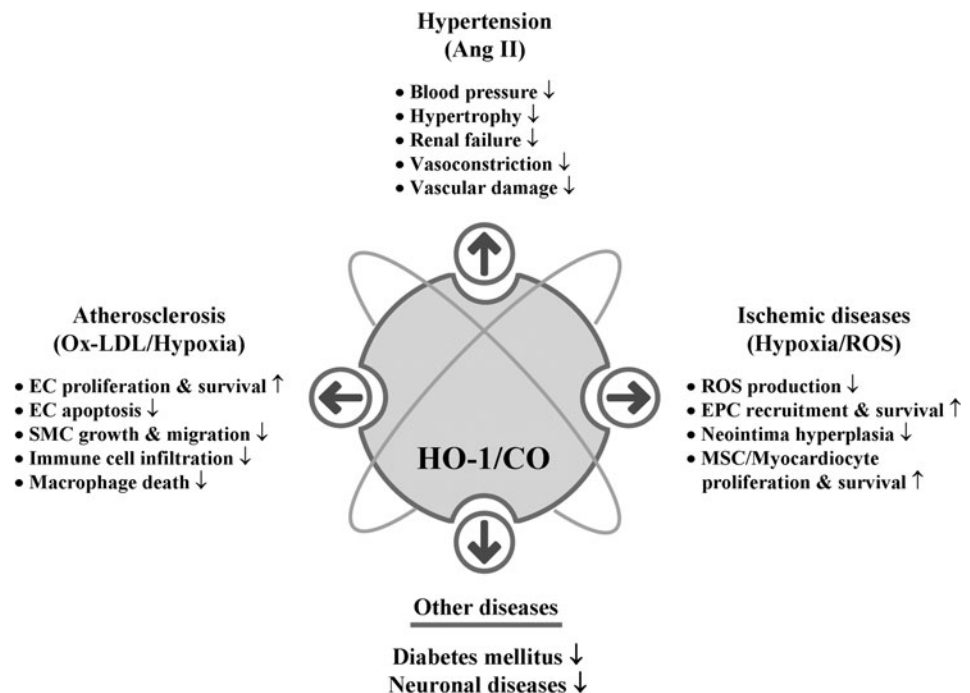 Hypertension
(Ang II)
• Blood pressure ↓
• Hypertrophy ↓
• Renal failure ↓
• Vasoconstriction ↓
• Vascular damage ↓
Atherosclerosis
(Ox-LDL/Hypoxia)
• EC proliferation & survival ↑
• EC apoptosis ↓
• SMC growth & migration ↓
• Immune cell infiltration ↓
• Macrophage death ↓
Ischemic diseases
(Hypoxia/ROS)
• ROS production ↓
• EPC recruitment & survival ↑
• Neointima hyperplasia ↓
• MSC/Myocardiocyte
proliferation & survival ↑
HO-1/CO
Other diseases
Diabetes mellitus ↓
Neuronal diseases ↓